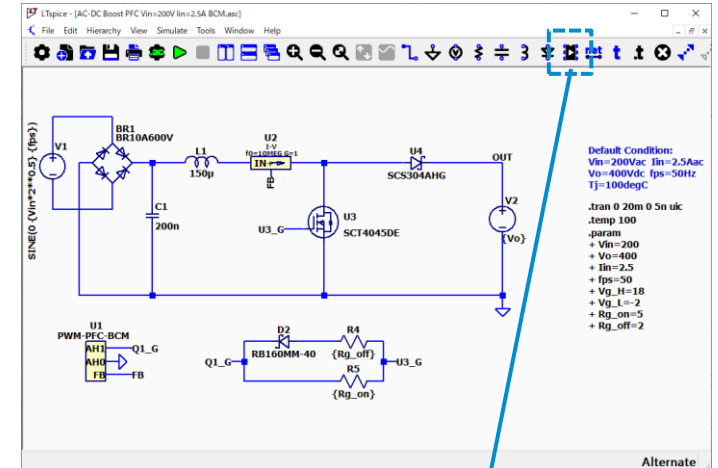 LTspice - [AC-DC Boost PFC Vin=200V Iin=2.5A BCM.asc]
File Edit Hierarchy View Simulate Tools Window Help
net t .t
SINE(0 {Vin*2**0.5} {fps})
V1
BR1
BR10A600V
L1
150μ
U2
I-V
f0=10MEG G=1
IN
FB
U4
SCS304AHG
OUT
C1
200n
U3_G
U3
SCT4045DE
V2
{Vo}
Default Condition:
Vin=200Vac Iin=2.5Aac
Vo=400Vdc fps=50Hz
Tj=100degC
.tran 0 20m 0 5n uic
.temp 100
.param
+ Vin=200
+ Vo=400
+ Iin=2.5
+ fps=50
+ Vg_H=18
+ Vg_L=-2
+ Rg_on=5
+ Rg_off=2
U1
PWM-PFC-BCM
AH1
Q1_G
AH0
FB
FB
D2
RB160MM-40
R4
{Rg_off}
Q1_G
U3_G
R5
{Rg_on}
Alternate